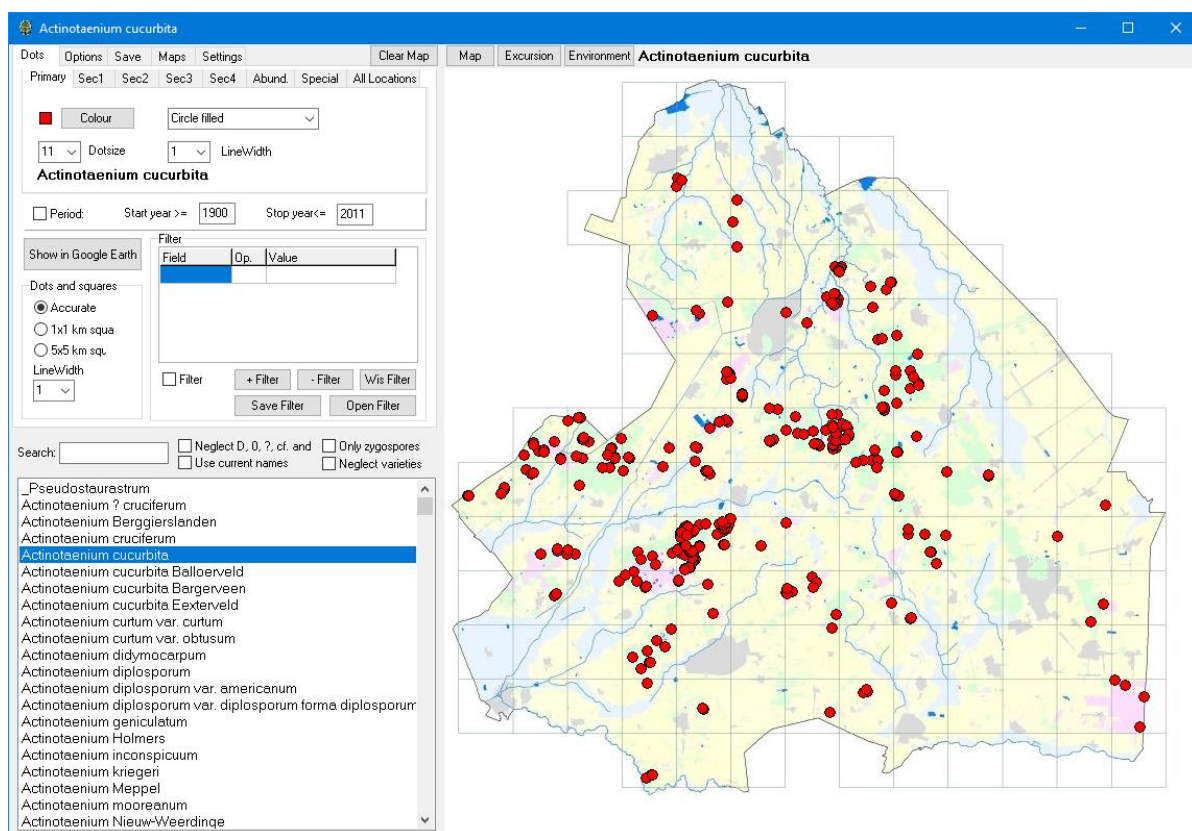 Actinotaenium cucurbita
Dots Options Save Maps Settings Clear Map
Map Excursion Environment Actinotaenium cucurbita
Primary Sec1 Sec2 Sec3 Sec4 Abund. Special All Locations
Colour Circle filled
11 Dotsize 1 LineWidth
Actinotaenium cucurbita
Period: Start year >= 1900 Stop year<= 2011
Show in Google Earth
Filter
Field Op. Value
Dots and squares
Accurate
1x1 km squa
5x5 km squ
LineWidth
1
Filter + Filter - Filter Wis Filter
Save Filter Open Filter
Search: Neglect D, 0, ?, cf. and Only zygospores
Use current names Neglect varieties
_Pseudostaurastrum
Actinotaenium ? cruciferum
Actinotaenium Berggierslanden
Actinotaenium cruciferum
Actinotaenium cucurbita
Actinotaenium cucurbita Balloerveld
Actinotaenium cucurbita Bargerveen
Actinotaenium cucurbita Eexterveld
Actinotaenium curtum var. curtum
Actinotaenium curtum var. obtusum
Actinotaenium didymocarpum
Actinotaenium diplosporum
Actinotaenium diplosporum var. americanum
Actinotaenium diplosporum var. diplosporum forma diplosporum
Actinotaenium geniculatum
Actinotaenium Holmers
Actinotaenium inconspicuum
Actinotaenium kriegeri
Actinotaenium Meppel
Actinotaenium mooreanum
Actinotaenium Nieuw-Weerdinge